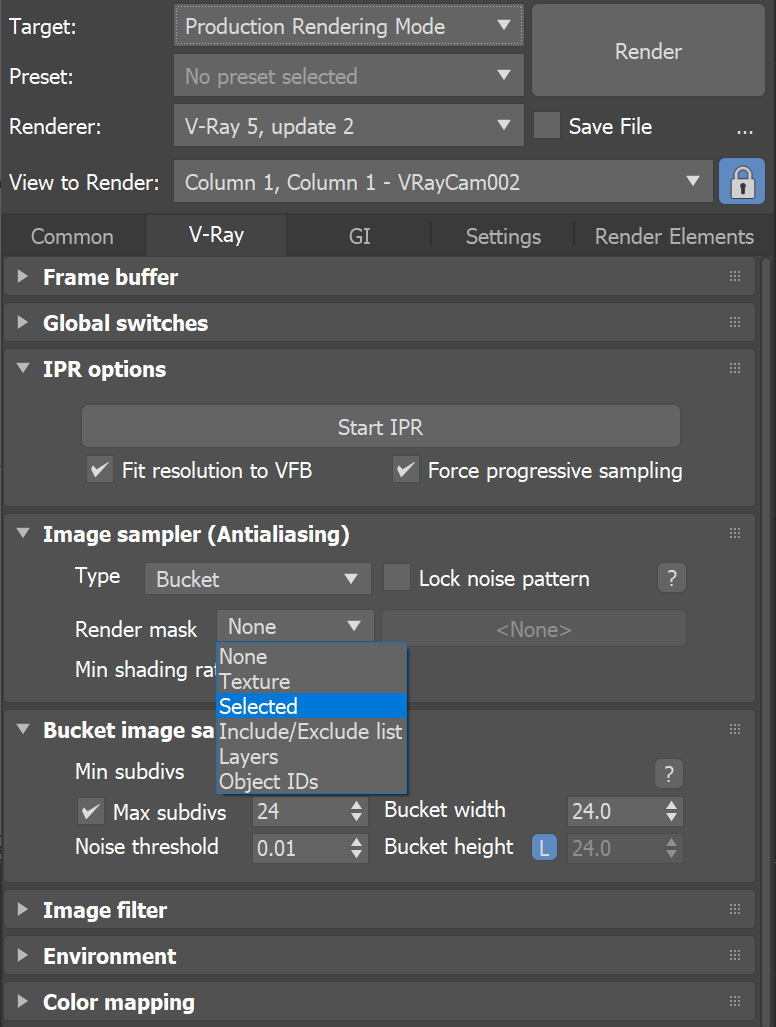 Target: Production Rendering Mode Render
Preset: No preset selected
Renderer: V-Ray 5, update 2 Save File ...
View to Render: Column 1, Column 1 - VRayCam002
Common V-Ray GI Settings Render Elements
Frame buffer
Global switches
IPR options
Start IPR
Fit resolution to VFB Force progressive sampling
Image sampler (Antialiasing)
Type Bucket Lock noise pattern ?
Render mask None <None>
None
Min shading
Texture
Selected
Include/Exclude list
Layers
Object IDs
Bucket image
Min subdivs ?
Max subdivs 24 Bucket width 24.0
Noise threshold 0.01 Bucket height L 24.0
Image filter
Environment
Color mapping